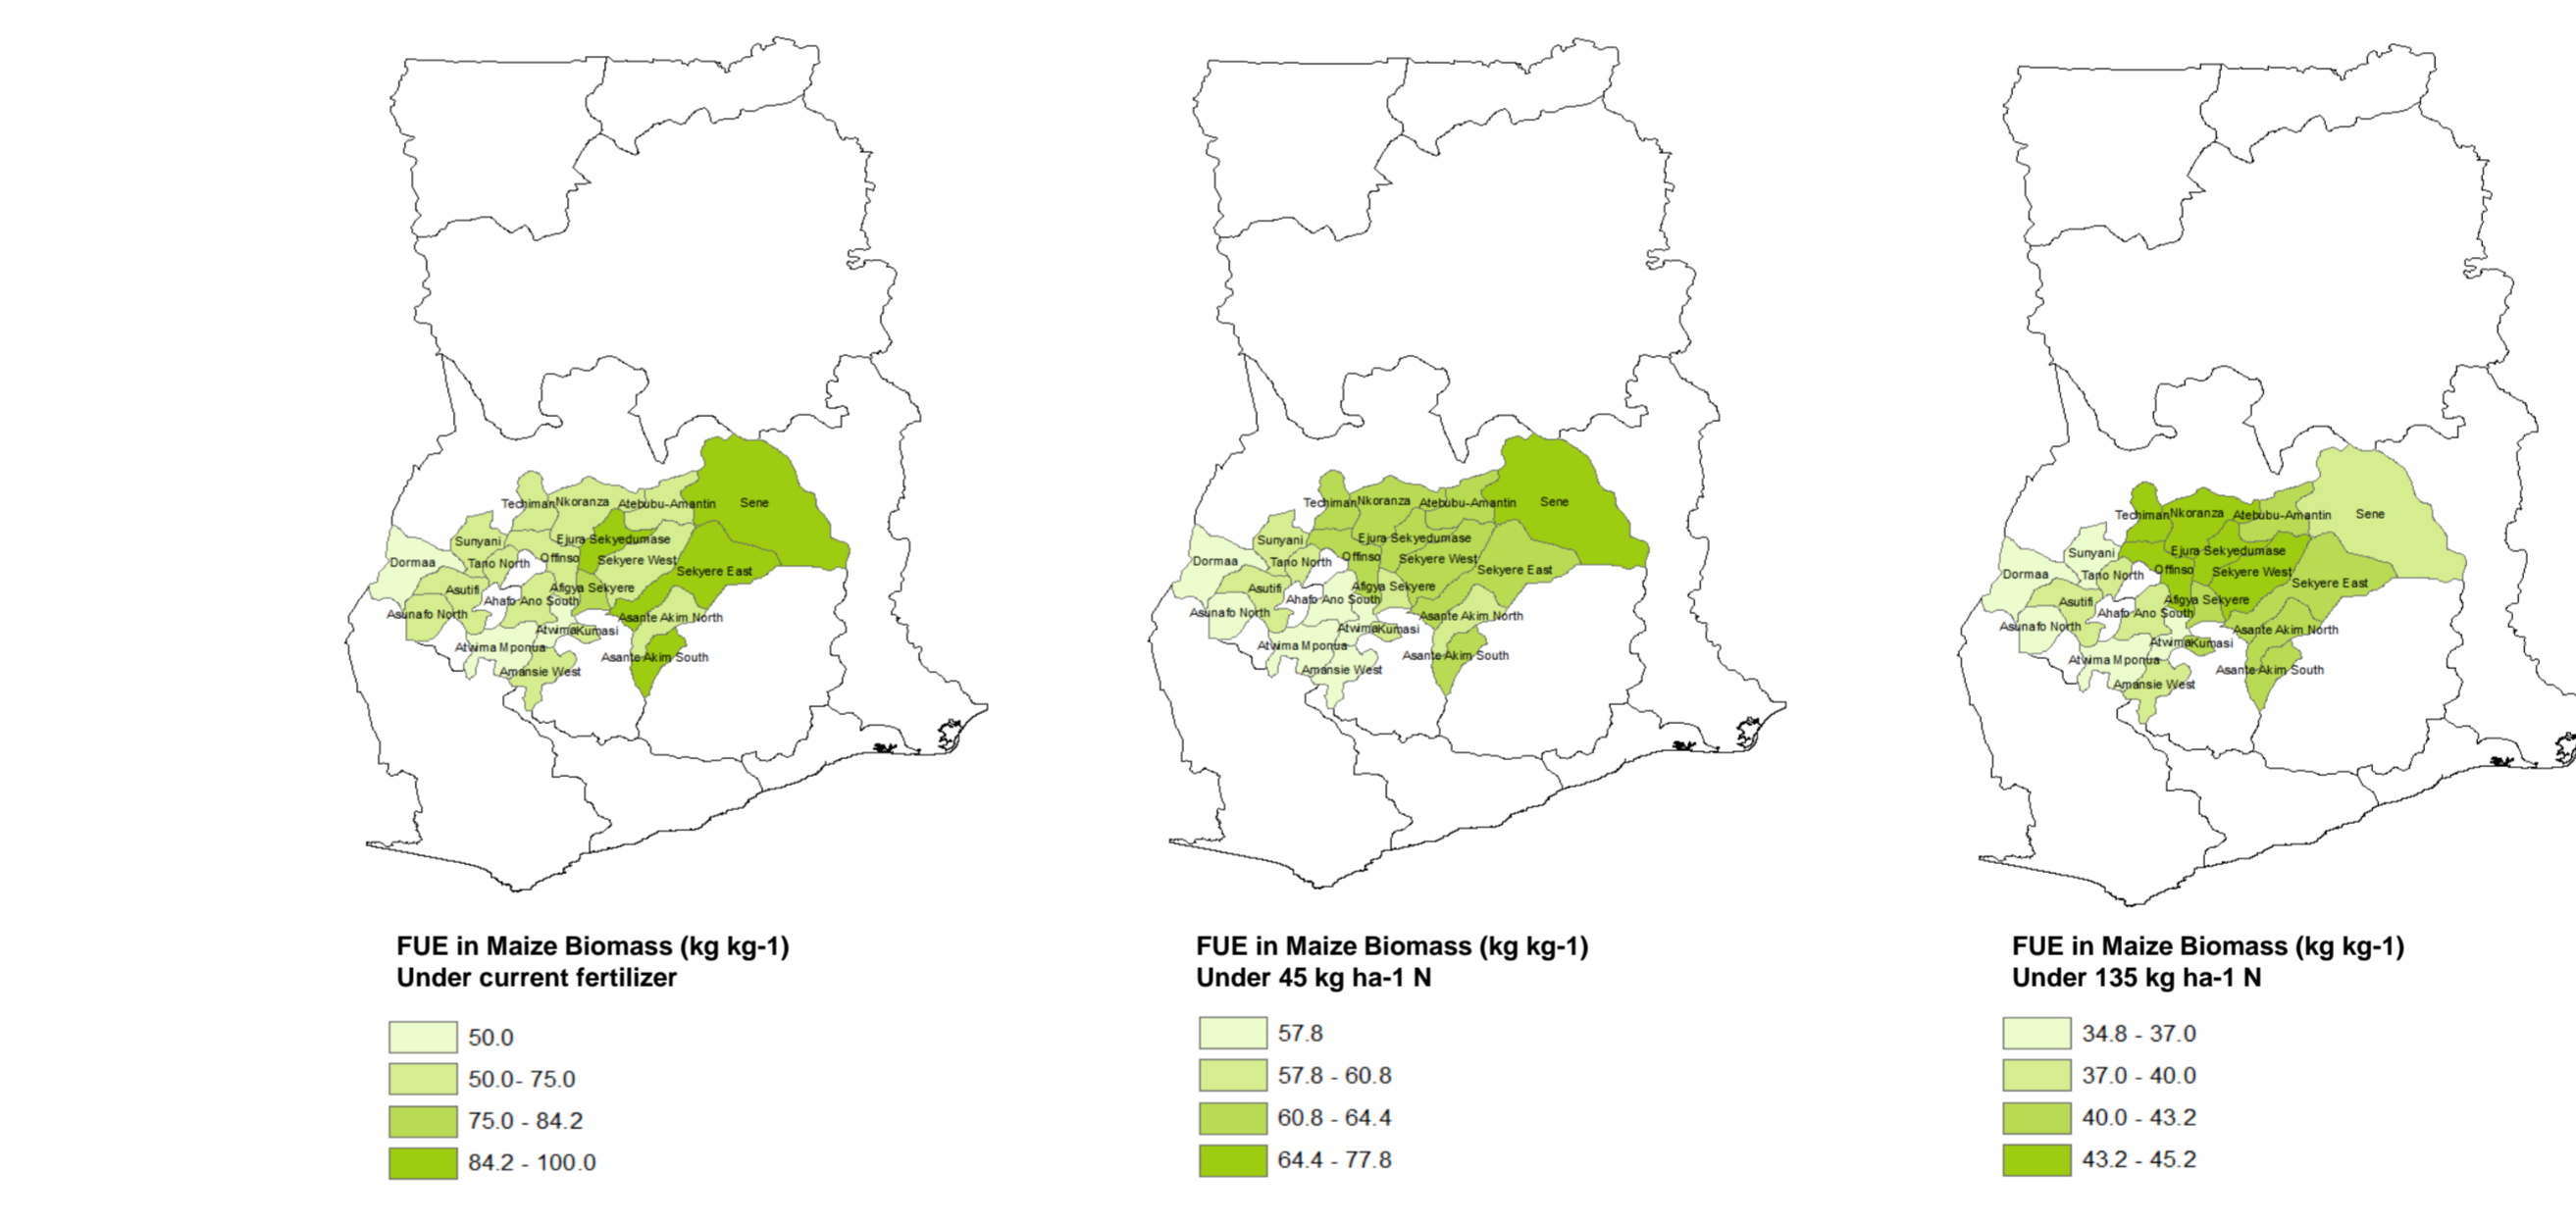 Techiman Nkoranza Atebubu-Amantin Sene
Sunyani Ejura Sekyedumase
Dormaa Tano North Offinso Sekyere West
Sekyere East
Asutifi Afigya Sekyere
Ahafo Ano South
Asunafo North Asante Akim North
Atwima Kumasi
Atwima Mponua Asante Akim South
Amansie West
FUE in Maize Biomass (kg kg-1)
Under current fertilizer
50.0
50.0- 75.0
75.0 - 84.2
84.2 - 100.0
Techiman Nkoranza Atebubu-Amantin Sene
Sunyani Ejura Sekyedumase
Dormaa Tano North Offinso Sekyere West
Sekyere East
Asutifi Afigya Sekyere
Ahafo Ano South
Asunafo North Asante Akim North
Atwima Kumasi
Atwima Mponua Asante Akim South
Amansie West
FUE in Maize Biomass (kg kg-1)
Under 45 kg ha-1 N
57.8
57.8 - 60.8
60.8 - 64.4
64.4 - 77.8
Techiman Nkoranza Atebubu-Amantin Sene
Sunyani Ejura Sekyedumase
Dormaa Tano North Offinso Sekyere West
Sekyere East
Asutifi Afigya Sekyere
Ahafo Ano South
Asunafo North Asante Akim North
Atwima Kumasi
Atwima Mponua Asante Akim South
Amansie West
FUE in Maize Biomass (kg kg-1)
Under 135 kg ha-1 N
34.8 - 37.0
37.0 - 40.0
40.0 - 43.2
43.2 - 45.2